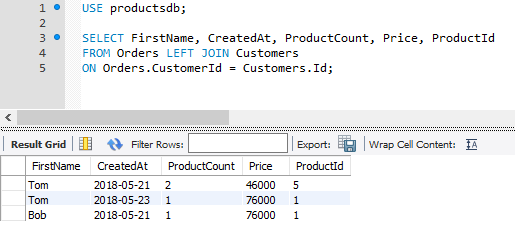 1 USE productsdb;
2
3 SELECT FirstName, CreatedAt, ProductCount, Price, ProductId
4 FROM Orders LEFT JOIN Customers
5 ON Orders.CustomerId = Customers.Id;
Result Grid Filter Rows: Export: Wrap Cell Content:
FirstName CreatedAt ProductCount Price ProductId
Tom 2018-05-21 2 46000 5
Tom 2018-05-23 1 76000 1
Bob 2018-05-21 1 76000 1